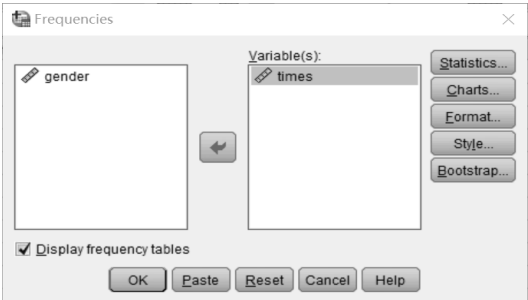 Frequencies
Variable(s):
gender
times
Statistics...
Charts...
Format...
Style...
Bootstrap...
Display frequency tables
OK
Paste
Reset
Cancel
Help